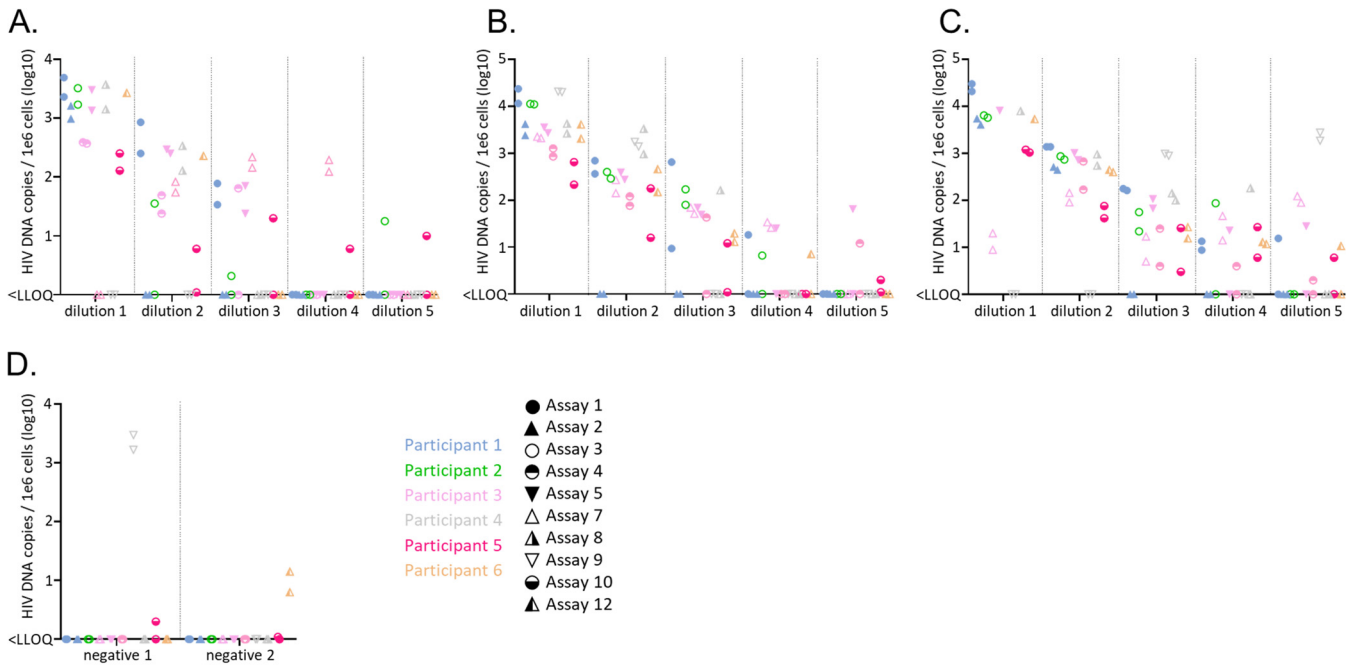 A.
HIV DNA copies / 1e6 cells (log10)
4
3
2
1
<LLOQ
dilution 1
dilution 2
dilution 3
dilution 4
dilution 5
B.
HIV DNA copies / 1e6 cells (log10)
5
4
3
2
1
<LLOQ
dilution 1
dilution 2
dilution 3
dilution 4
dilution 5
C.
HIV DNA copies / 1e6 cells (log10)
5
4
3
2
1
<LLOQ
dilution 1
dilution 2
dilution 3
dilution 4
dilution 5
D.
HIV DNA copies / 1e6 cells (log10)
4
3
2
1
<LLOQ
negative 1
negative 2
Participant 1
Participant 2
Participant 3
Participant 4
Participant 5
Participant 6
Assay 1
Assay 2
Assay 3
Assay 4
Assay 5
Assay 7
Assay 8
Assay 9
Assay 10
Assay 12